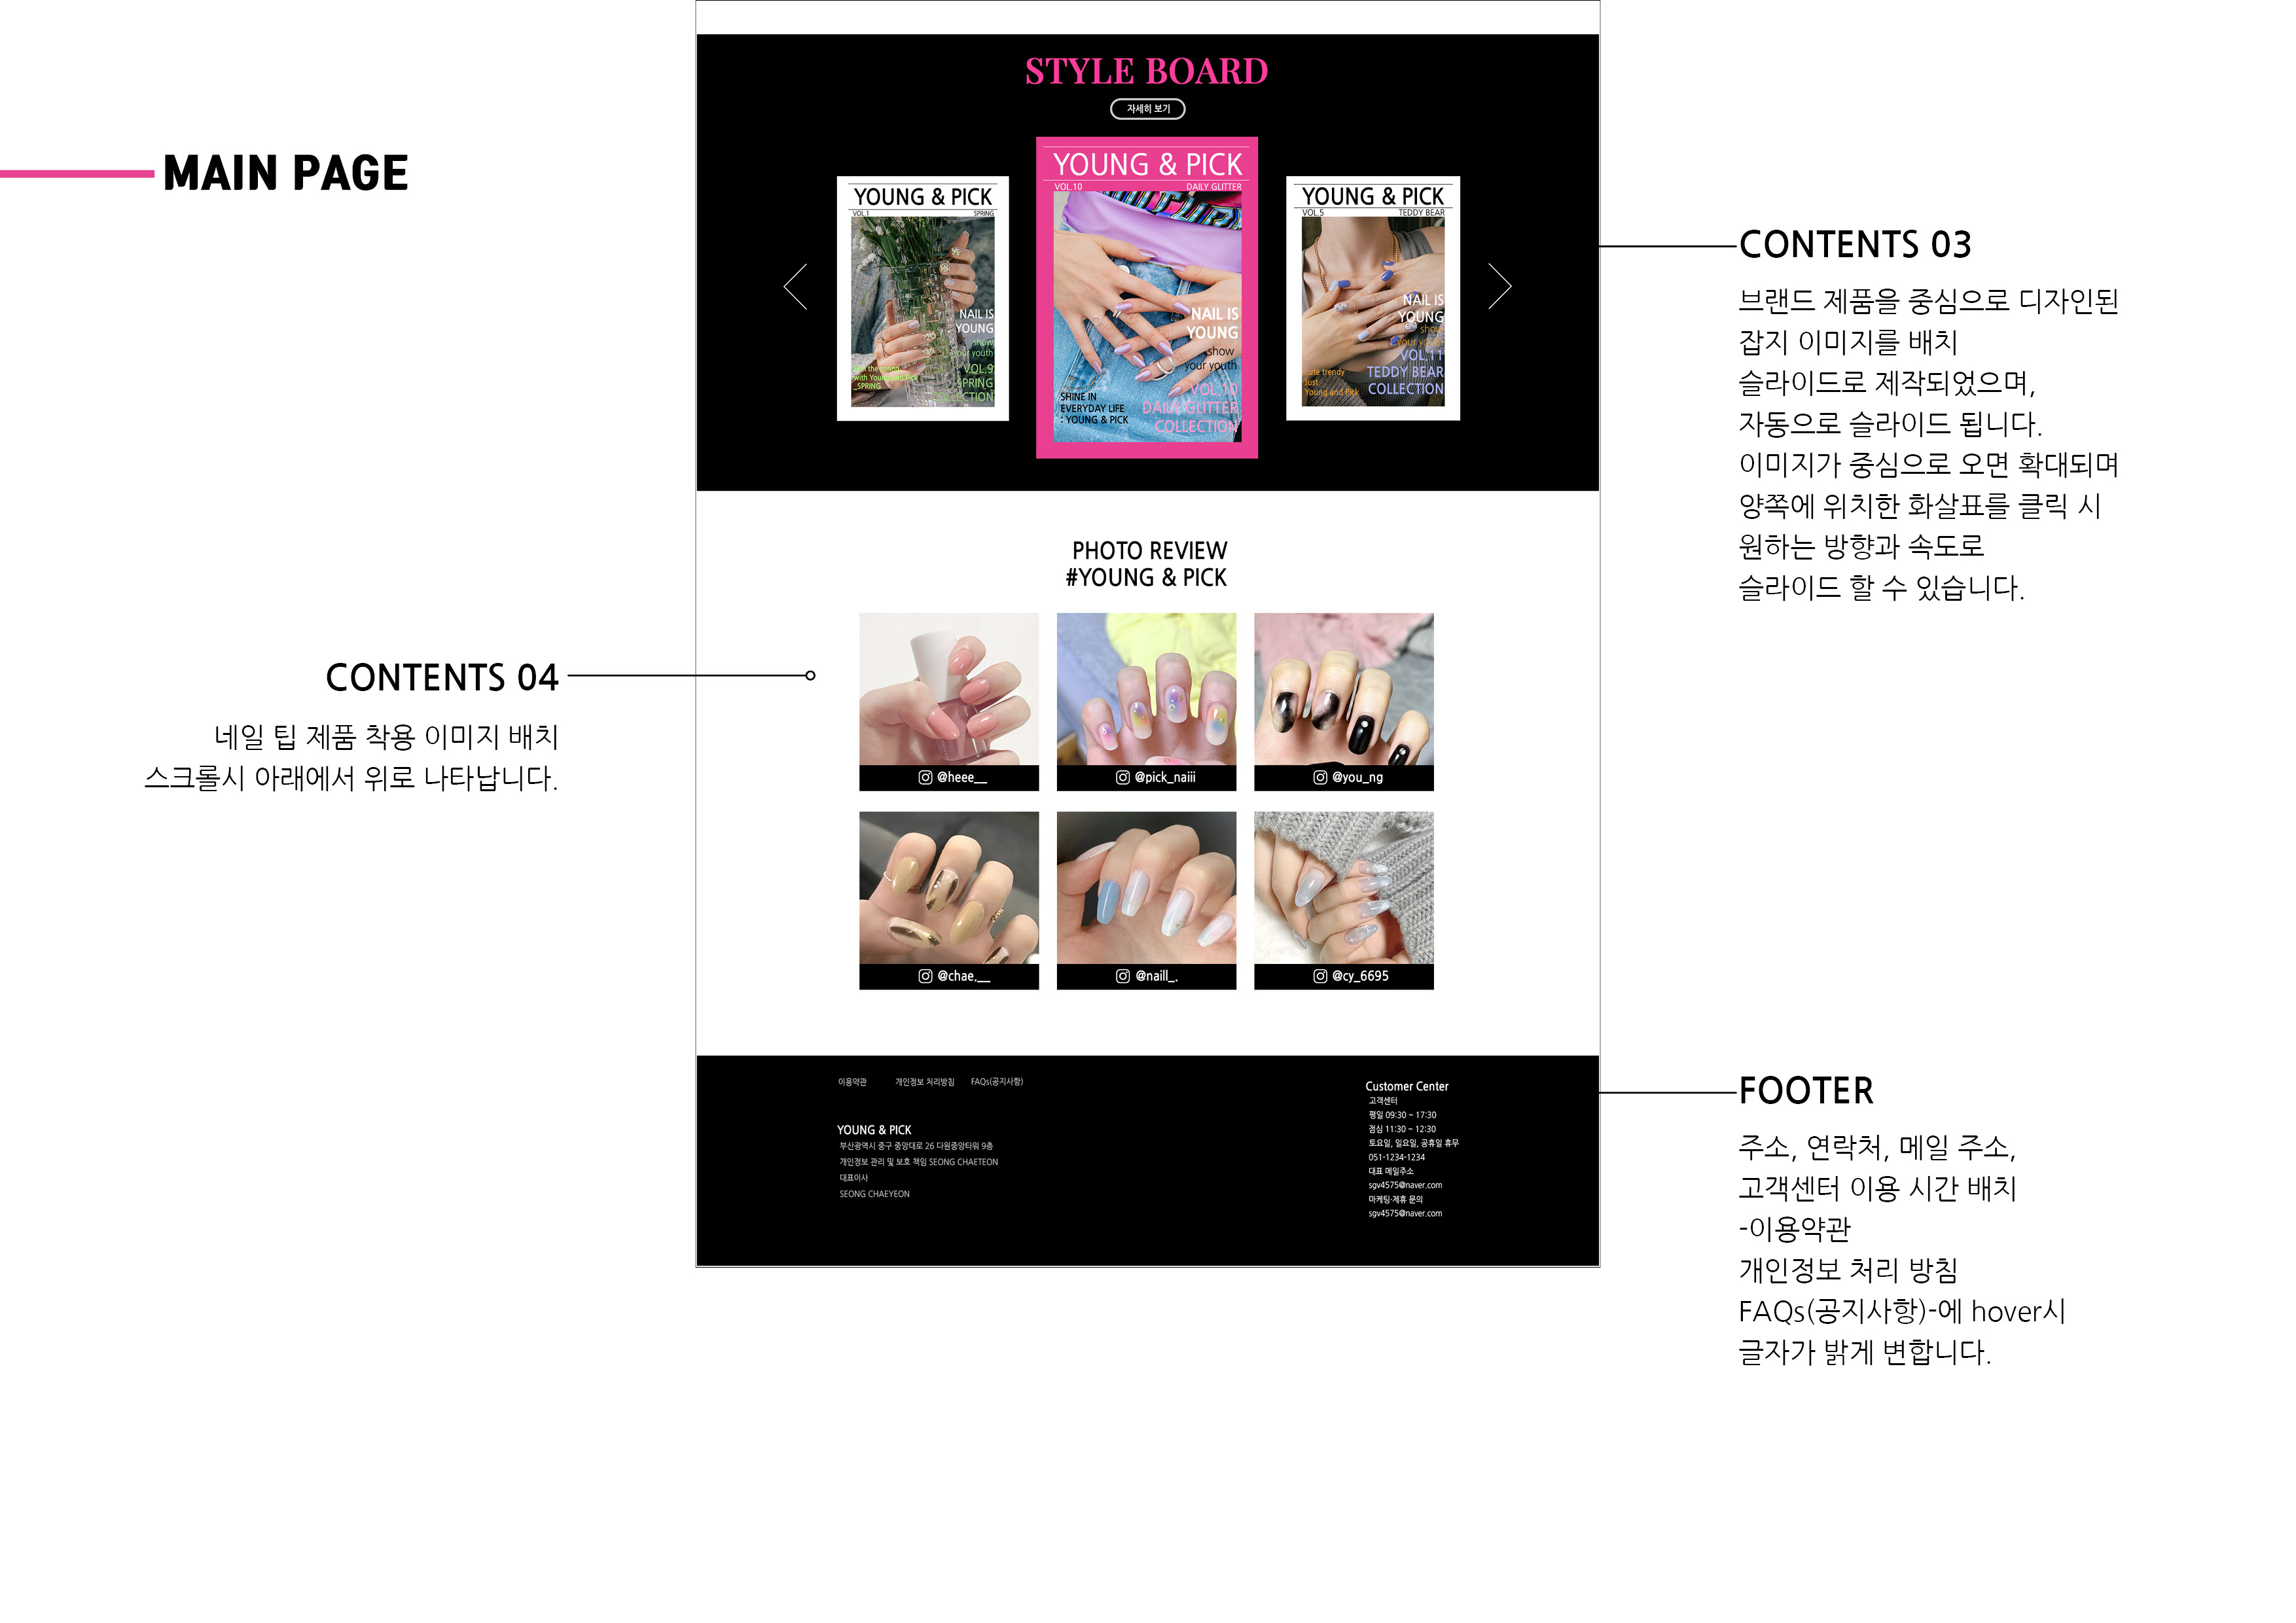 MAIN PAGE
STYLE BOARD
자세히 보기
YOUNG & PICK
VOL.1 SPRING
NAIL IS
YOUNG
show
your youth
VOL.9
SPRING
COLLECTION
with Young and Pick
_SPRING
YOUNG & PICK
VOL.10 DAILY GLITTER
NAIL IS
YOUNG
show
your youth
VOL.10
DAILY GLITTER
COLLECTION
SHINE IN
EVERYDAY LIFE
: YOUNG & PICK
YOUNG & PICK
VOL.5 TEDDY BEAR
NAIL IS
YOUNG
show
your youth
VOL.11
TEDDY BEAR
COLLECTION
cute trendy
Just
Young and Pick
CONTENTS 03
브랜드 제품을 중심으로 디자인된
잡지 이미지를 배치
슬라이드로 제작되었으며,
자동으로 슬라이드 됩니다.
이미지가 중심으로 오면 확대되며
양쪽에 위치한 화살표를 클릭 시
원하는 방향과 속도로
슬라이드 할 수 있습니다.
PHOTO REVIEW
#YOUNG & PICK
CONTENTS 04
네일 팁 제품 착용 이미지 배치
스크롤시 아래에서 위로 나타납니다.
@heee__
@pick_naiii
@you_ng
@chae.__
@naill_.
@cy_6695
이용약관 개인정보 처리방침 FAQs(공지사항)
YOUNG & PICK
부산광역시 중구 중앙대로 26 다원중앙타워 9층
개인정보 관리 및 보호 책임 SEONG CHAETEON
대표이사
SEONG CHAEYEON
Customer Center
고객센터
평일 09:30 ~ 17:30
점심 11:30 ~ 12:30
토요일, 일요일, 공휴일 휴무
051-1234-1234
대표 메일주소
sgv4575@naver.com
마케팅·제휴 문의
sgv4575@naver.com
FOOTER
주소, 연락처, 메일 주소,
고객센터 이용 시간 배치
-이용약관
개인정보 처리 방침
FAQs(공지사항)-에 hover시
글자가 밝게 변합니다.